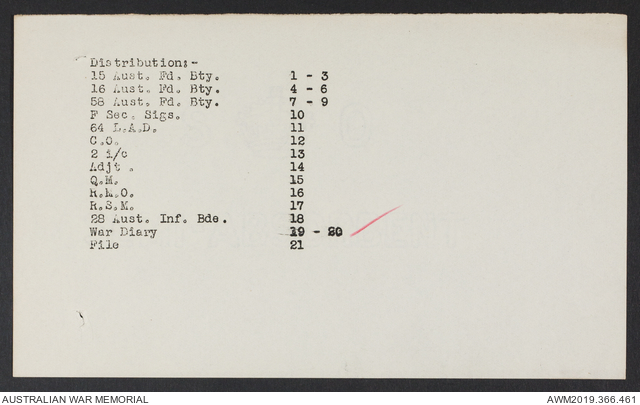 Distribution:-
15 Aust. Fd. Bty. 1 - 3
16 Aust. Fd. Bty. 4 - 6
58 Aust. Fd. Bty. 7 - 9
F Sec. Sigs. 10
64 L.A.D. 11
C.O. 12
2 i/c 13
Adjt . 14
Q.M. 15
R.M.O. 16
R.S.M. 17
28 Aust. Inf. Bde. 18
War Diary 19 - 20
File 21
AUSTRALIAN WAR MEMORIAL AWM2019.366.461